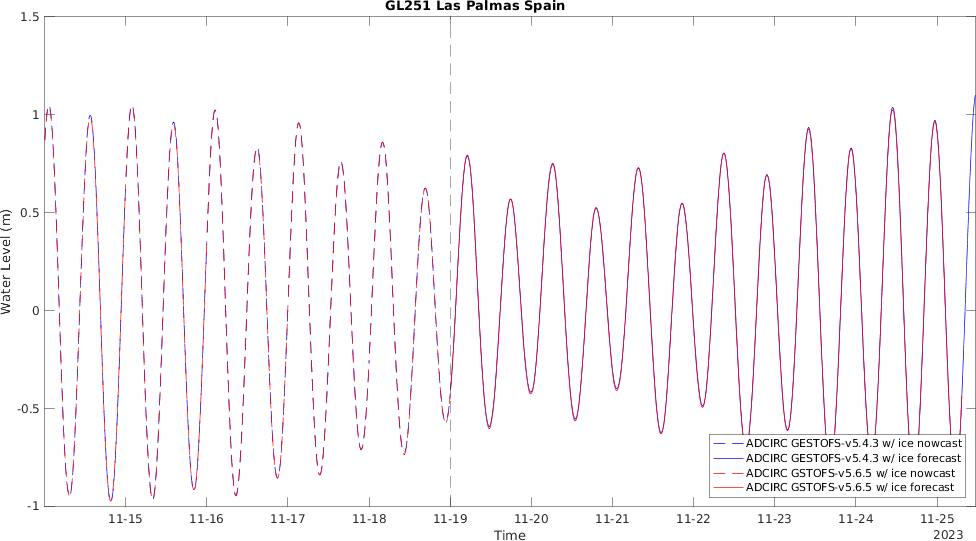 GL251 Las Palmas Spain
1.5
1
0.5
0
-0.5
-1
Water Level (m)
11-15 11-16 11-17 11-18 11-19 11-20 11-21 11-22 11-23 11-24 11-25
2023
Time
ADCIRC GESTOFS-v5.4.3 w/ ice nowcast
ADCIRC GESTOFS-v5.4.3 w/ ice forecast
ADCIRC GSTOFS-v5.6.5 w/ ice nowcast
ADCIRC GSTOFS-v5.6.5 w/ ice forecast